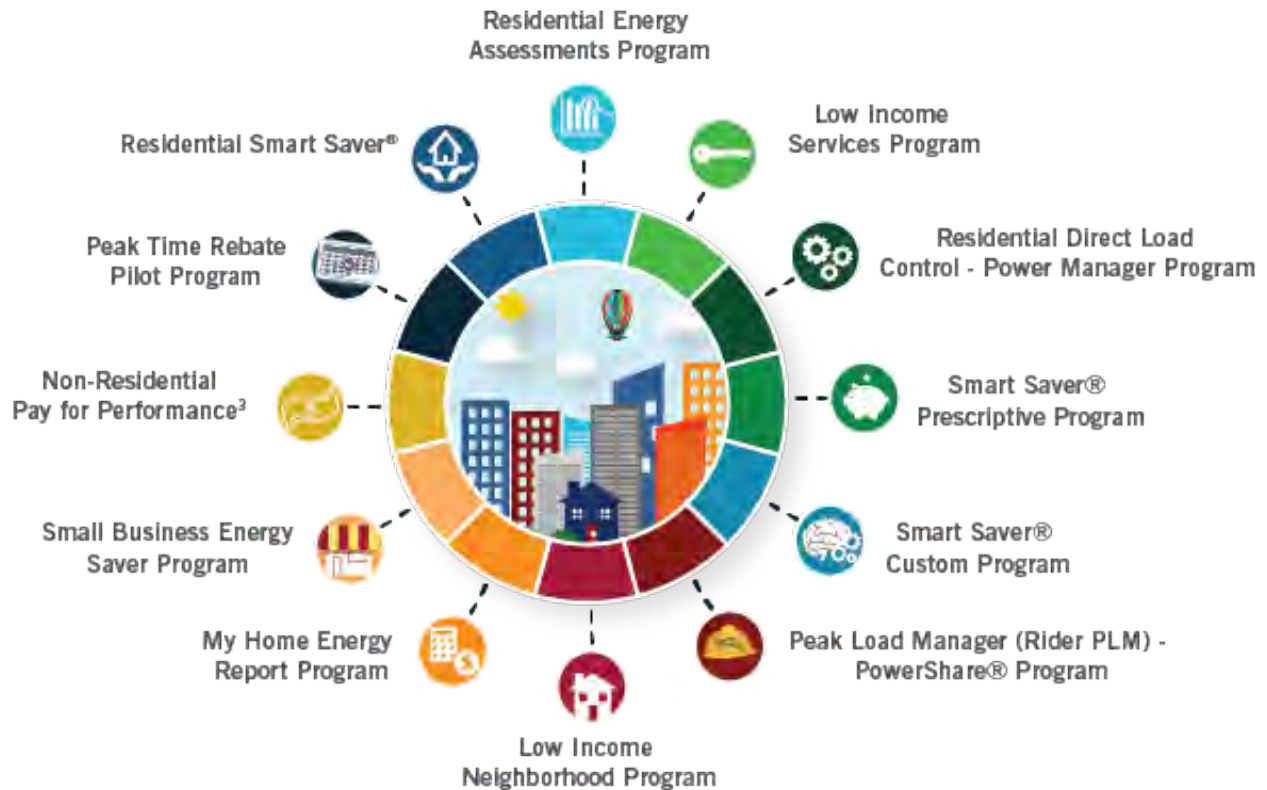 Residential Energy
Assessments Program
Low Income
Services Program
Residential Direct Load
Control - Power Manager Program
Smart Saver®
Prescriptive Program
Smart Saver®
Custom Program
Peak Load Manager (Rider PLM) -
PowerShare® Program
Low Income
Neighborhood Program
My Home Energy
Report Program
Small Business Energy
Saver Program
Non-Residential
Pay for Performance³
Peak Time Rebate
Pilot Program
Residential Smart Saver®